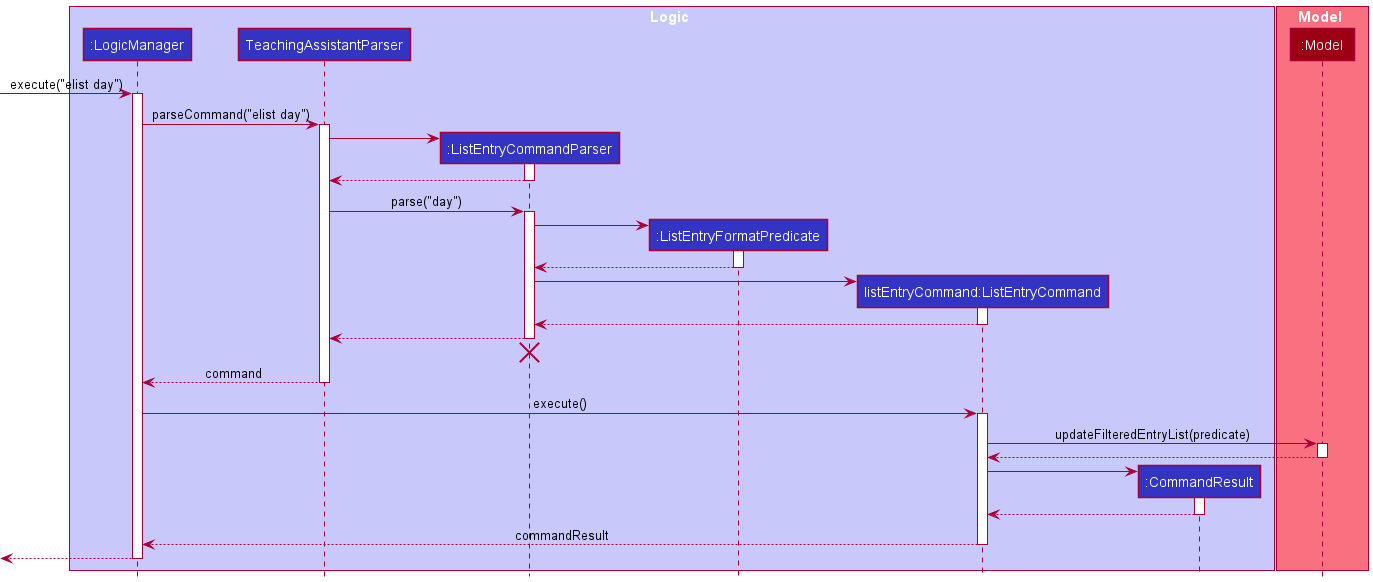 Logic
Model
:LogicManager
TeachingAssistantParser
:Model
execute("elist day")
parseCommand("elist day")
:ListEntryCommandParser
parse("day")
:ListEntryFormatPredicate
listEntryCommand:ListEntryCommand
command
execute()
updateFilteredEntryList(predicate)
:CommandResult
commandResult